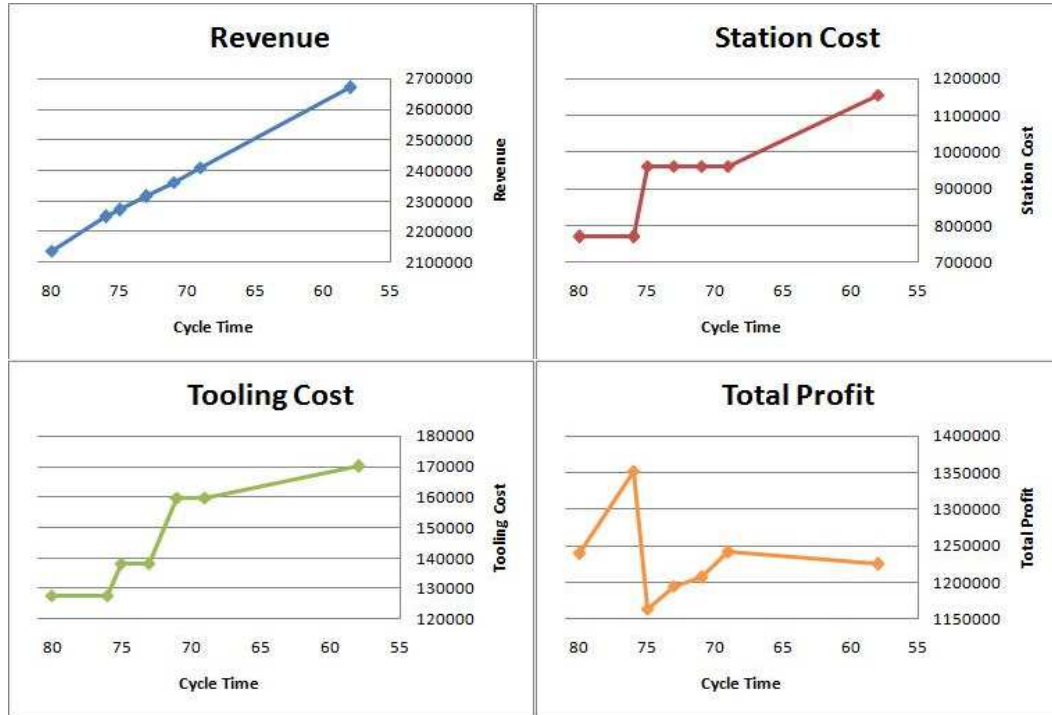 Revenue
2700000
2600000
2500000
2400000
2300000
2200000
2100000
Revenue
80 75 70 65 60 55
Cycle Time
Station Cost
1200000
1100000
1000000
900000
800000
700000
Station Cost
80 75 70 65 60 55
Cycle Time
Tooling Cost
180000
170000
160000
150000
140000
130000
120000
Tooling Cost
80 75 70 65 60 55
Cycle Time
Total Profit
1400000
1350000
1300000
1250000
1200000
1150000
Total Profit
80 75 70 65 60 55
Cycle Time